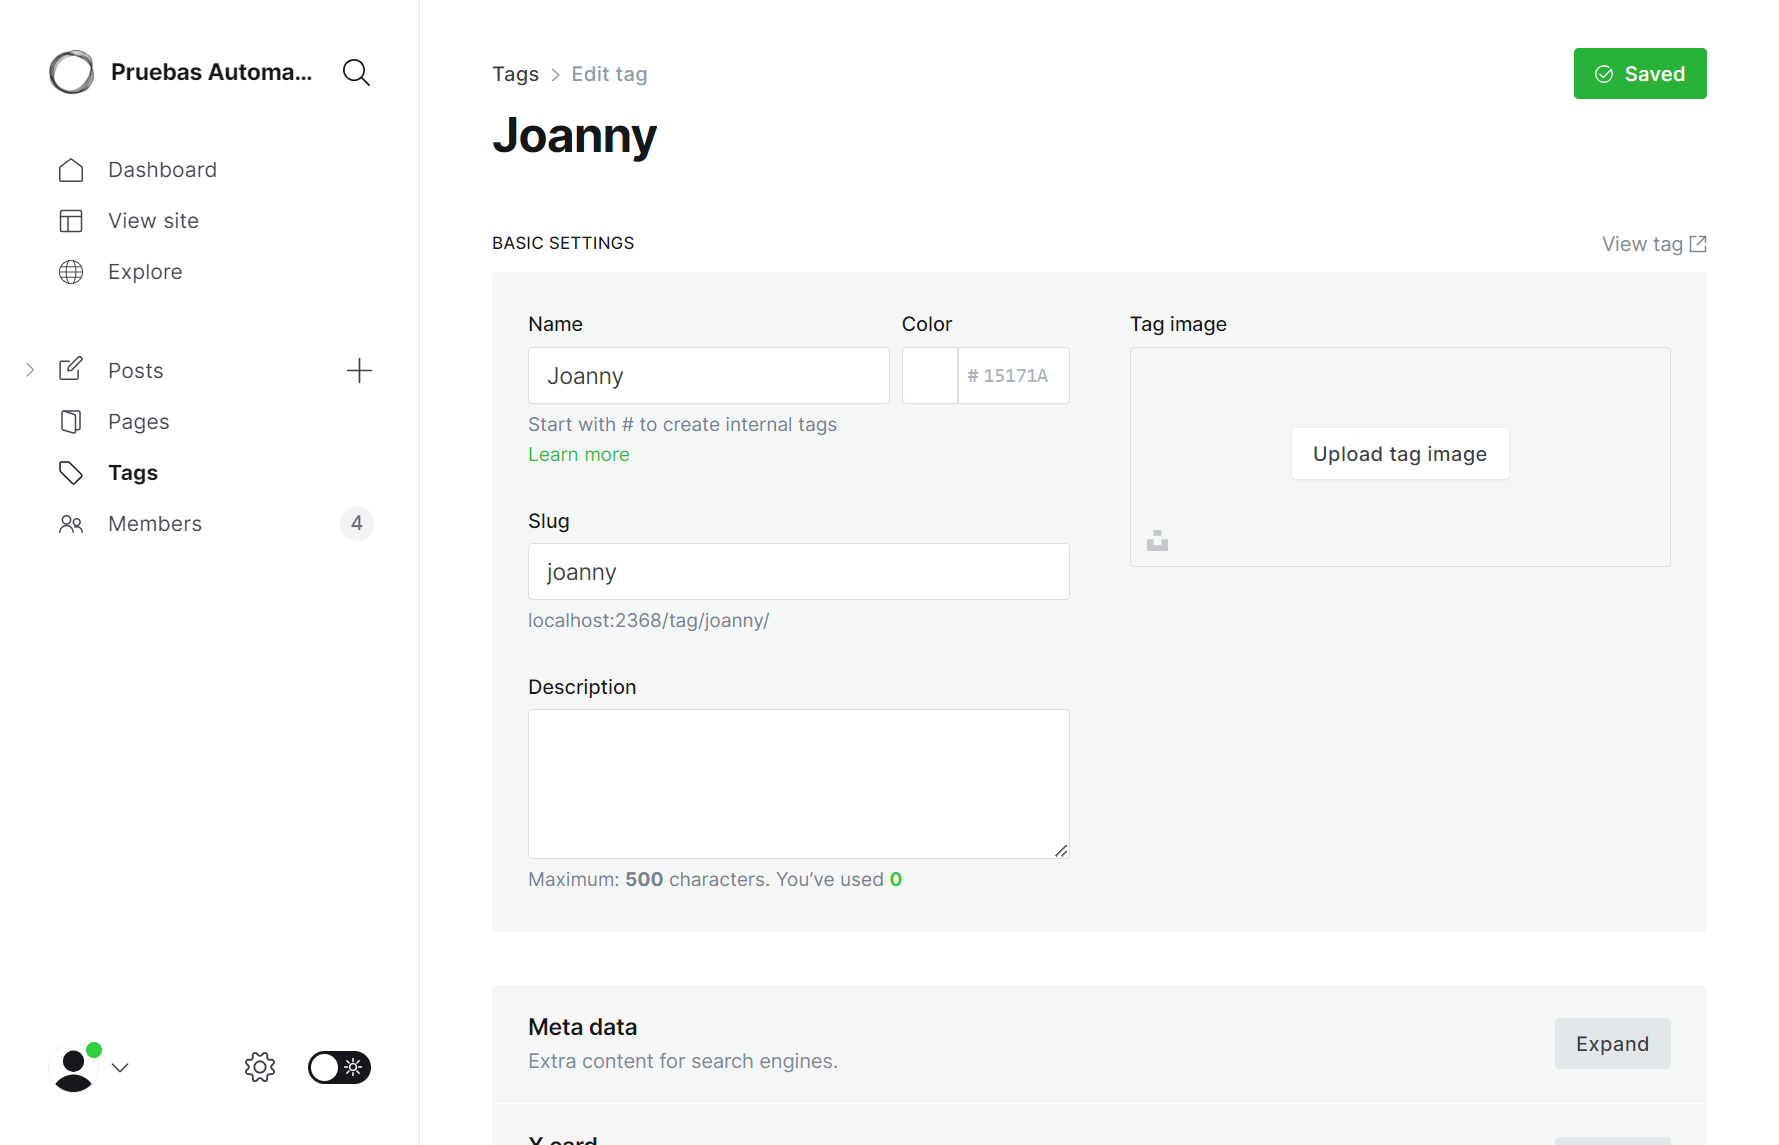 Pruebas Automa...
Dashboard
View site
Explore
Posts
Pages
Tags
Members
4
Tags > Edit tag
Saved
Joanny
BASIC SETTINGS
View tag
Name
Joanny
Color
# 15171A
Start with # to create internal tags
Learn more
Slug
joanny
localhost:2368/tag/joanny/
Description
Maximum: 500 characters. You’ve used 0
Tag image
Upload tag image
Meta data
Extra content for search engines.
Expand
X card